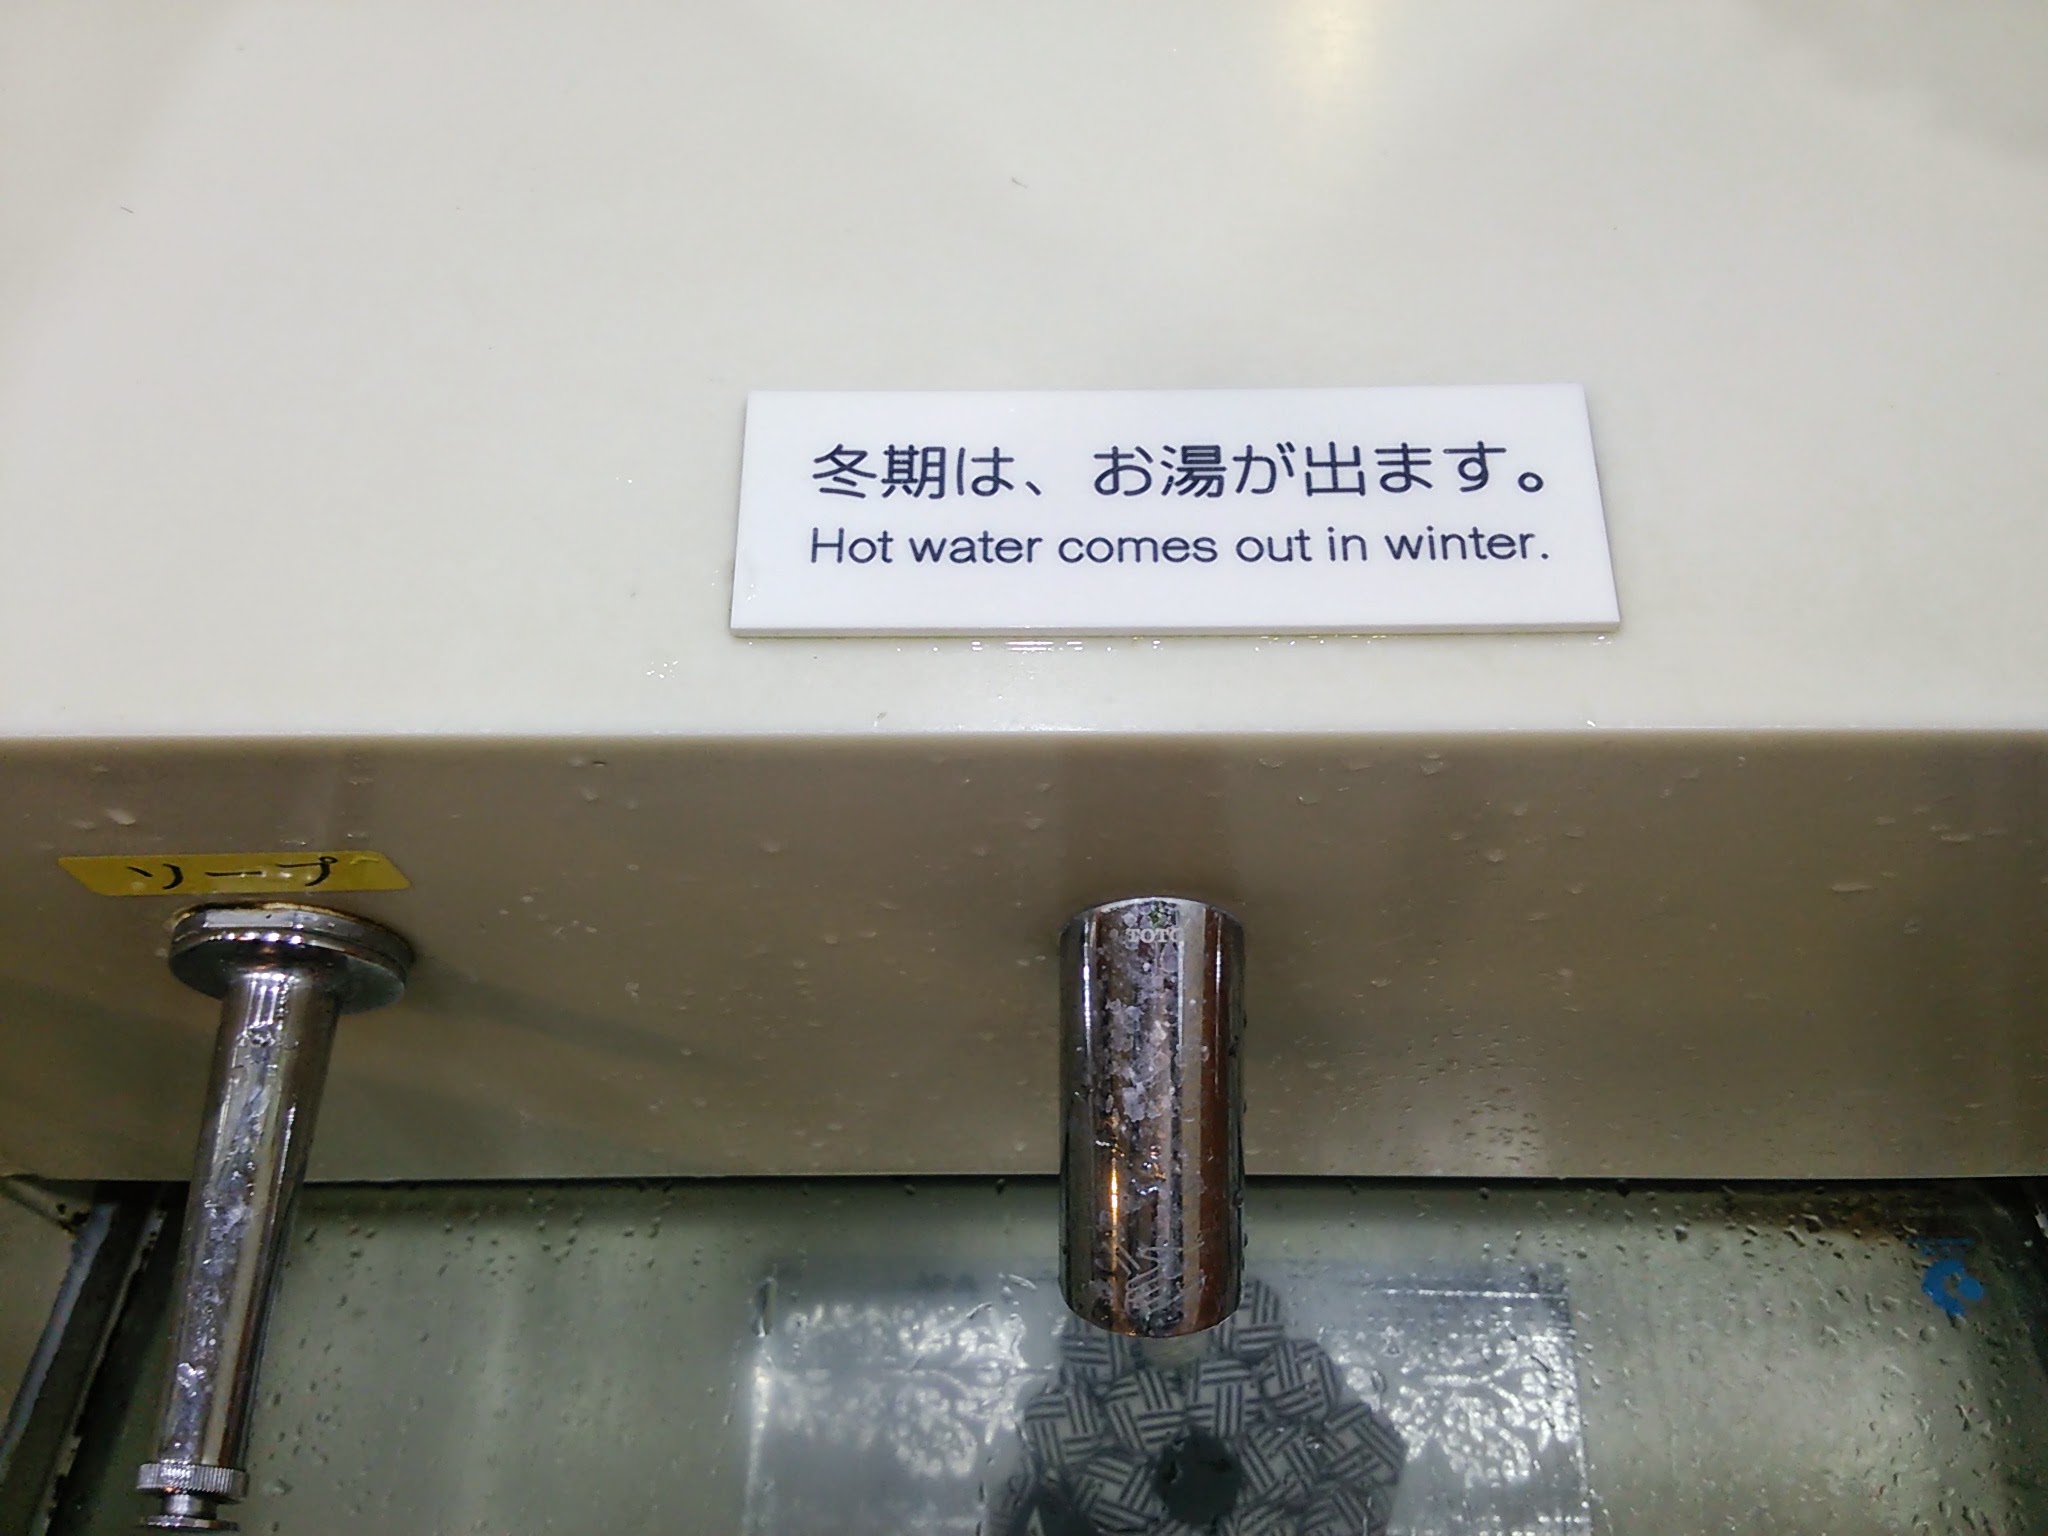 冬期は、お湯が出ます。
Hot water comes out in winter.
ソープ
TOTO